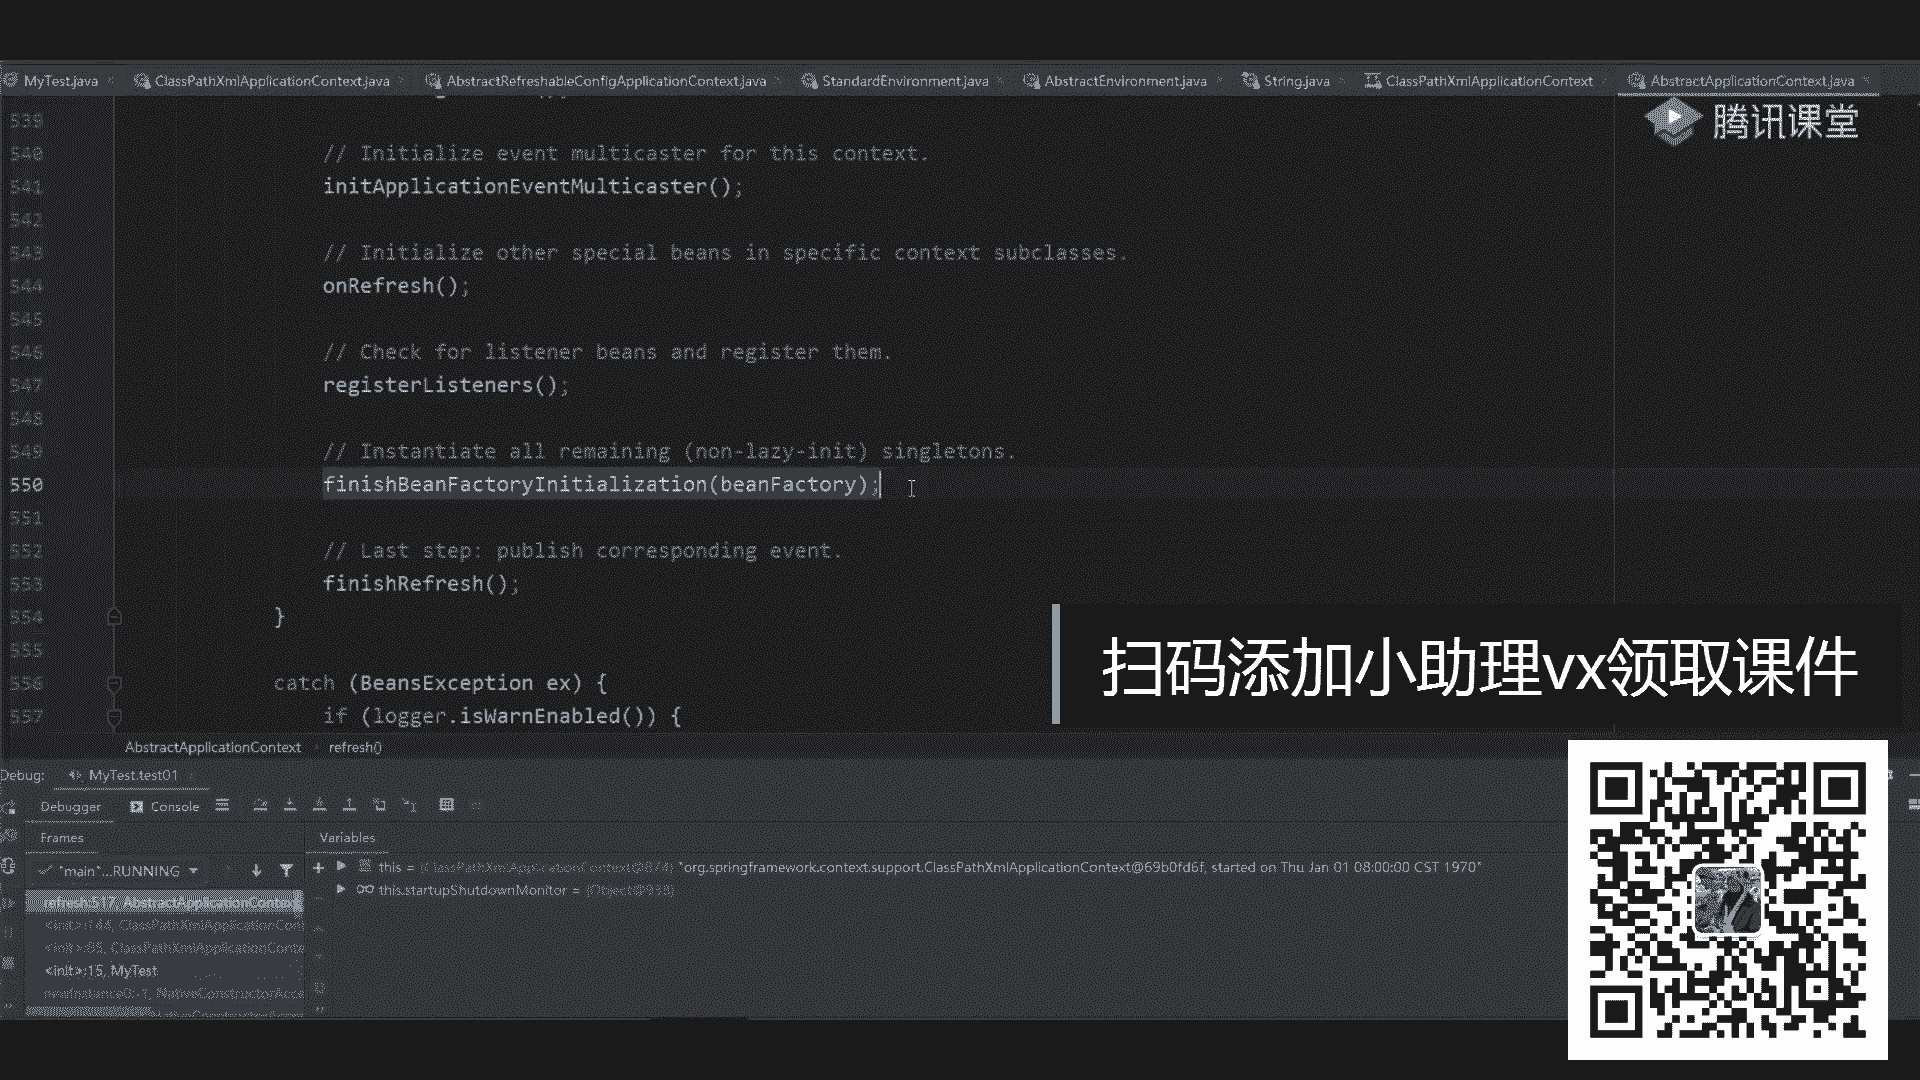 MyTest.java
ClassPathXmlApplicationContext.java
AbstractRefreshableConfigApplicationContext.java
StandardEnvironment.java
AbstractEnvironment.java
String.java
ClassPathXmlApplicationContext
AbstractApplicationContext.java
腾讯课堂
539
540 // Initialize event multicaster for this context.
541 initApplicationEventMulticaster();
542
543 // Initialize other special beans in specific context subclasses.
544 onRefresh();
545
546 // Check for listener beans and register them.
547 registerListeners();
548
549 // Instantiate all remaining (non-lazy-init) singletons.
550 finishBeanFactoryInitialization(beanFactory);
551
552 // Last step: publish corresponding event.
553 finishRefresh();
554 }
555
556 catch (BeansException ex) {
557 if (logger.isWarnEnabled()) {
扫码添加小助理vx领取课件
AbstractApplicationContext
refresh()
Debug:
MyTest.test01
Debugger
Console
Frames
Variables
"main"...RUNNING
this = {ClassPathXmlApplicationContext@874} "org.springframework.context.support.ClassPathXmlApplicationContext@69b0fd6f, started on Thu Jan 01 08:00:00 CST 1970"
this.startupShutdownMonitor = {Object@938}
refresh:517, AbstractApplicationContext
<init>:144, ClassPathXmlApplicationCon
<init>:85, ClassPathXmlApplicationConte
<init>:15, MyTest
newInstance0:-1, NativeConstructorAcce